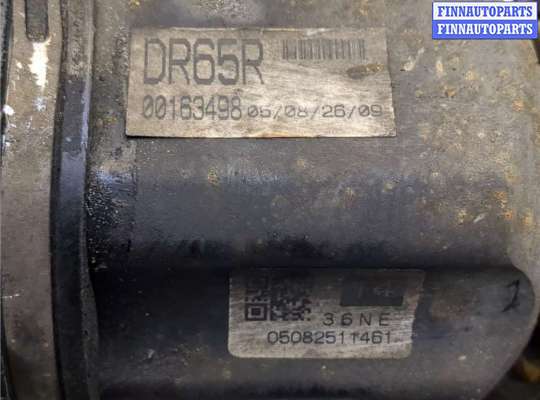 FINNAUTOPARTS
FINNAUTOPARTS
DR65R
00163498 05/08/26/09
36NE
05082511461